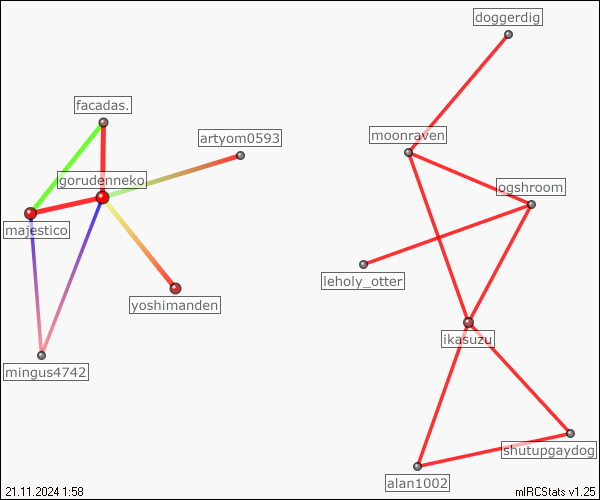 doggerdig
facadas.
artyom0593
moonraven
gorudenneko
ogshroom
majestico
leholy_otter
yoshimanden
ikasuzu
mingus4742
shutupgaydog
alan1002
21.11.2024 1:58
mIRCStats v1.25